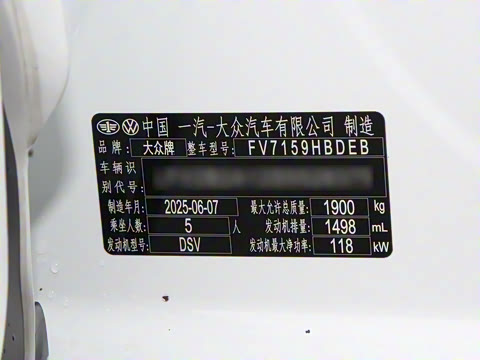 中国 一汽-大众汽车有限公司 制造
品牌: 大众牌 整车型号: FV7159HBDEB
车辆识
别代号:
制造年月: 2025-06-07 最大允许总质量: 1900 kg
乘坐人数: 5 人 发动机排量: 1498 mL
发动机型号: DSV 发动机最大净功率: 118 kW